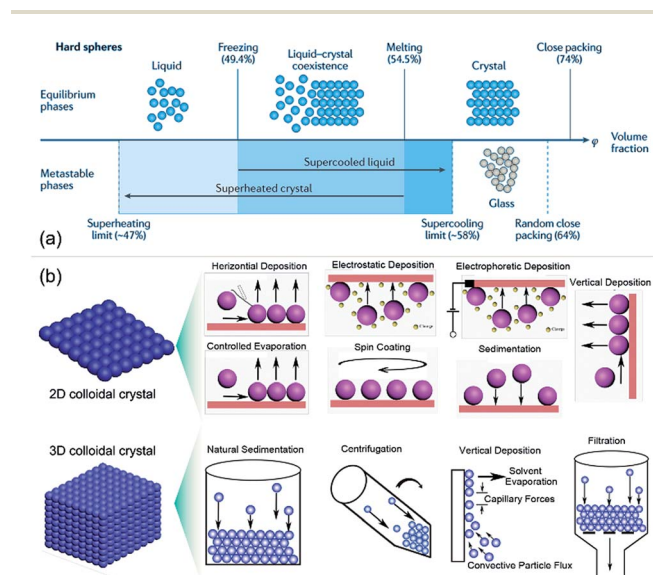 Hard spheres
Freezing
(49.4%)
Liquid–crystal
coexistence
Melting
(54.5%)
Close packing
(74%)
Liquid
Crystal
Equilibrium
phases
φ
Volume
fraction
Metastable
phases
Supercooled liquid
Superheated crystal
Glass
Superheating
limit (~47%)
Supercooling
limit (~58%)
Random close
packing (64%)
(a)
(b)
Horizontial Deposition
Electrostatic Deposition
Electrophoretic Deposition
Vertical Deposition
Controlled Evaporation
Spin Coating
Sedimentation
2D colloidal crystal
3D colloidal crystal
Natural Sedimentation
Centrifugation
Vertical Deposition
Solvent
Evaporation
Capillary Forces
Convective Particle Flux
Filtration